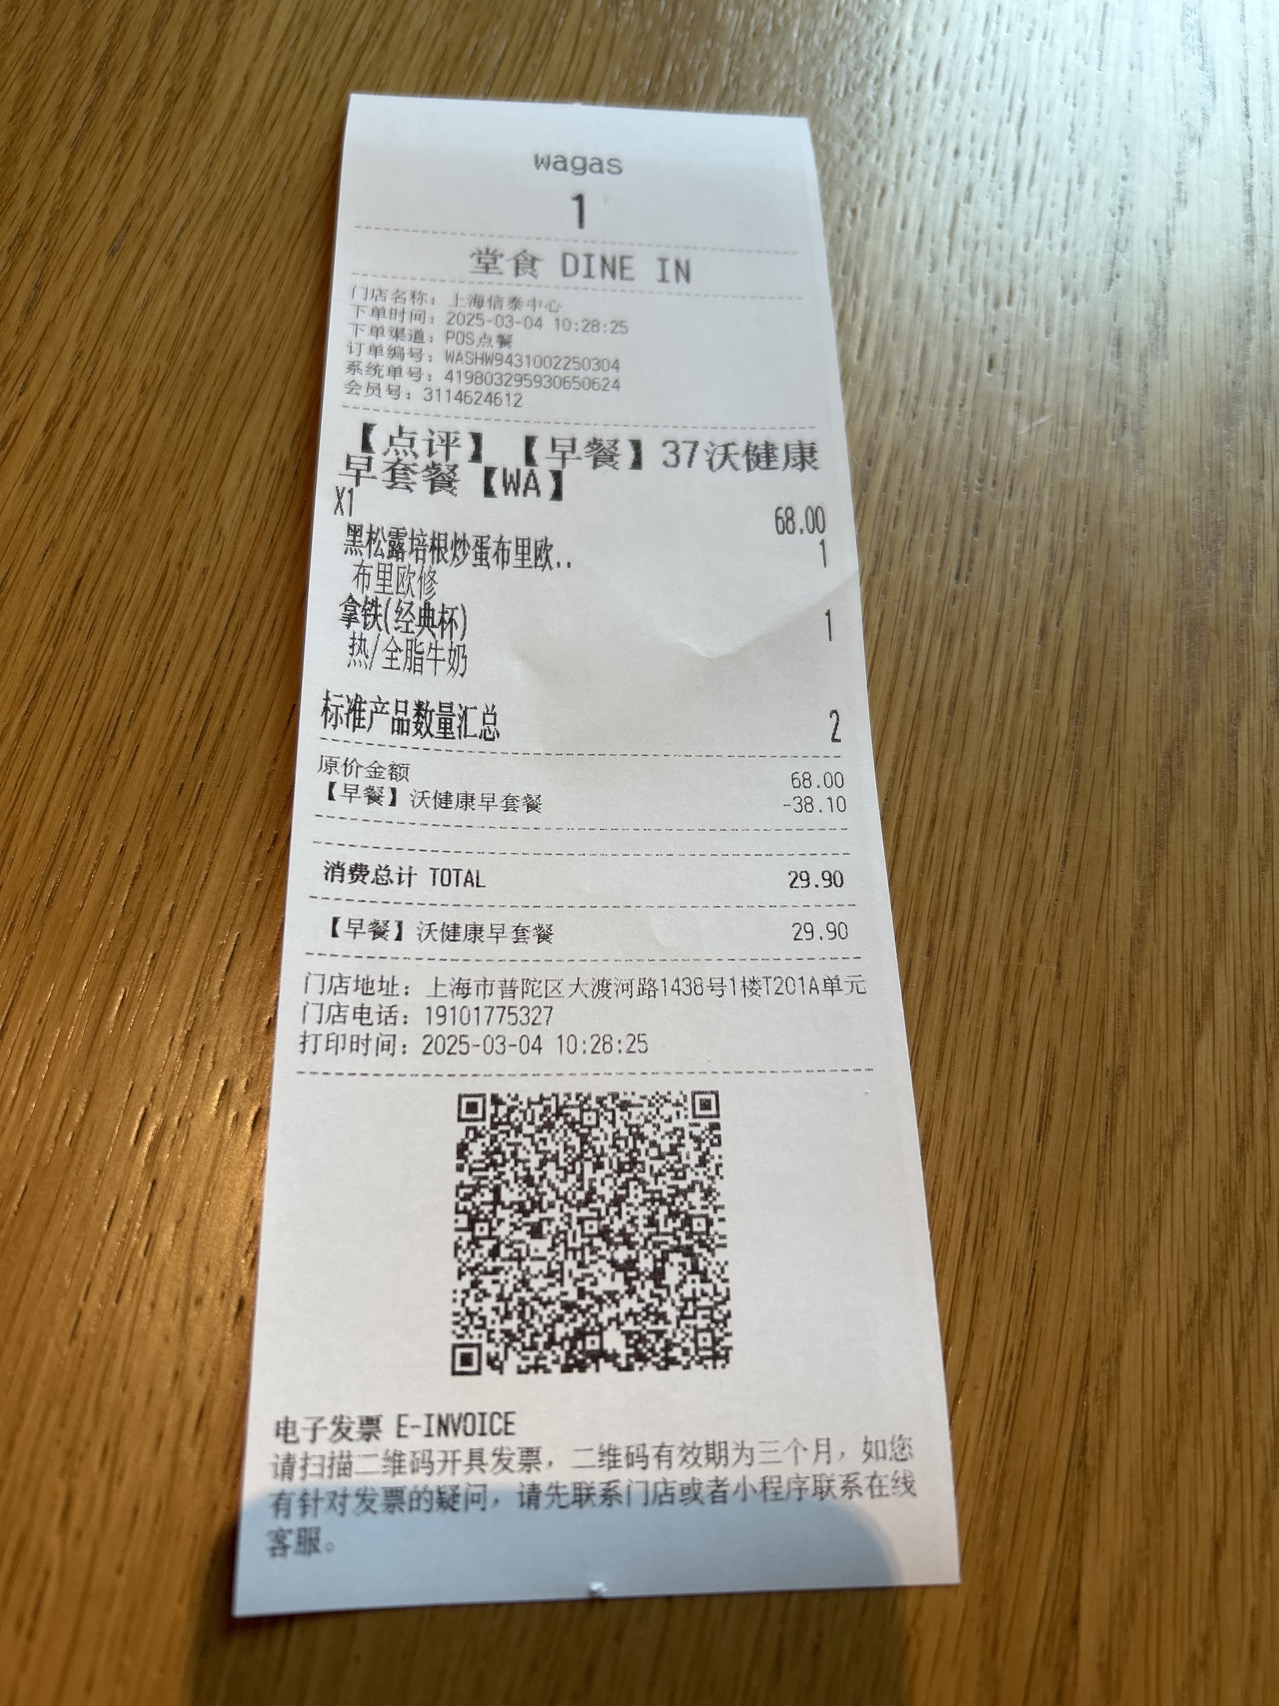 wagas
1
堂食 DINE IN
门店名称：上海信泰中心
下单时间：2025-03-04 10:28:25
下单渠道：POS点餐
订单编号：WASHW9431002250304
系统单号：419803295930650624
会员号：3114624612
【点评】【早餐】37沃健康
早套餐【WA】
X1 68.00
黑松露培根炒蛋布里欧.. 1
布里欧修
拿铁(经典杯) 1
热/全脂牛奶
标准产品数量汇总 2
原价金额 68.00
【早餐】沃健康早套餐 -38.10
消费总计 TOTAL 29.90
【早餐】沃健康早套餐 29.90
门店地址：上海市普陀区大渡河路1438号1楼T201A单元
门店电话：19101775327
打印时间：2025-03-04 10:28:25
电子发票 E-INVOICE
请扫描二维码开具发票，二维码有效期为三个月，如您
有针对发票的疑问，请先联系门店或者小程序联系在线
客服。